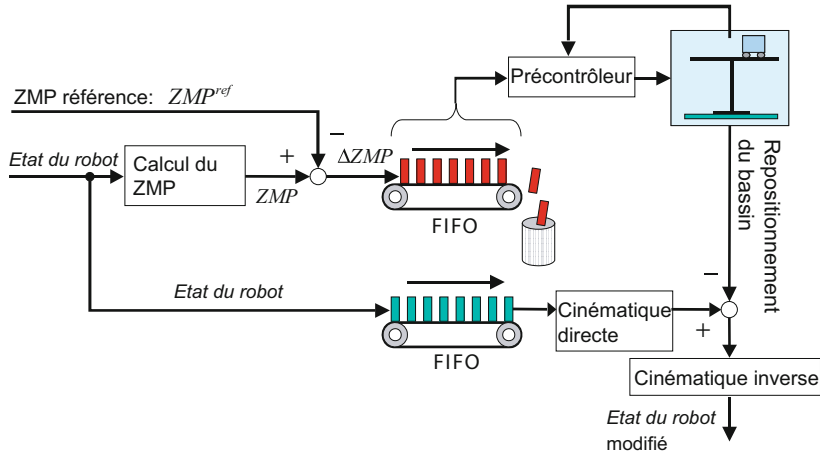 Précontrôleur
ZMP référence: ZMP^ref
−
Etat du robot
Calcul du
ZMP
+
ZMP
ΔZMP
FIFO
Repositionnement
du bassin
Etat du robot
FIFO
Cinématique
directe
−
+
Cinématique inverse
Etat du robot
modifié